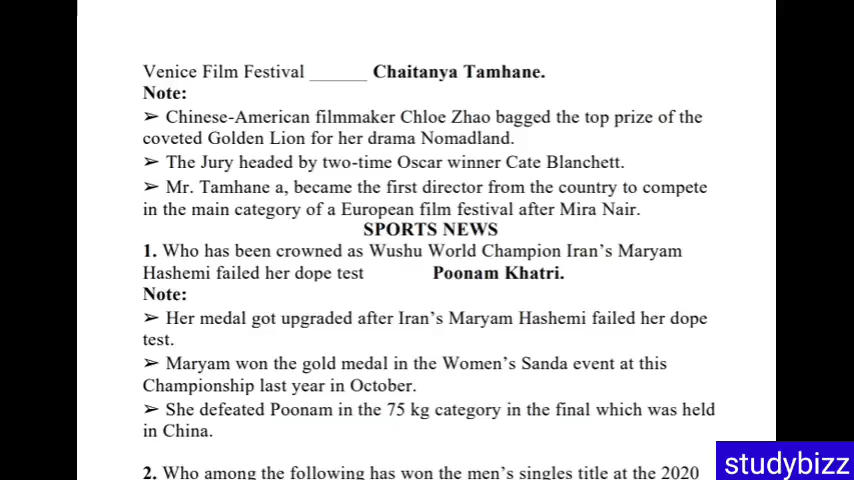 Venice Film Festival ______ Chaitanya Tamhane.
Note:
➢ Chinese-American filmmaker Chloe Zhao bagged the top prize of the
coveted Golden Lion for her drama Nomadland.
➢ The Jury headed by two-time Oscar winner Cate Blanchett.
➢ Mr. Tamhane a, became the first director from the country to compete
in the main category of a European film festival after Mira Nair.
SPORTS NEWS
1. Who has been crowned as Wushu World Champion Iran's Maryam
Hashemi failed her dope test Poonam Khatri.
Note:
➢ Her medal got upgraded after Iran's Maryam Hashemi failed her dope
test.
➢ Maryam won the gold medal in the Women's Sanda event at this
Championship last year in October.
➢ She defeated Poonam in the 75 kg category in the final which was held
in China.
2. Who among the following has won the men's singles title at the 2020
studybizz